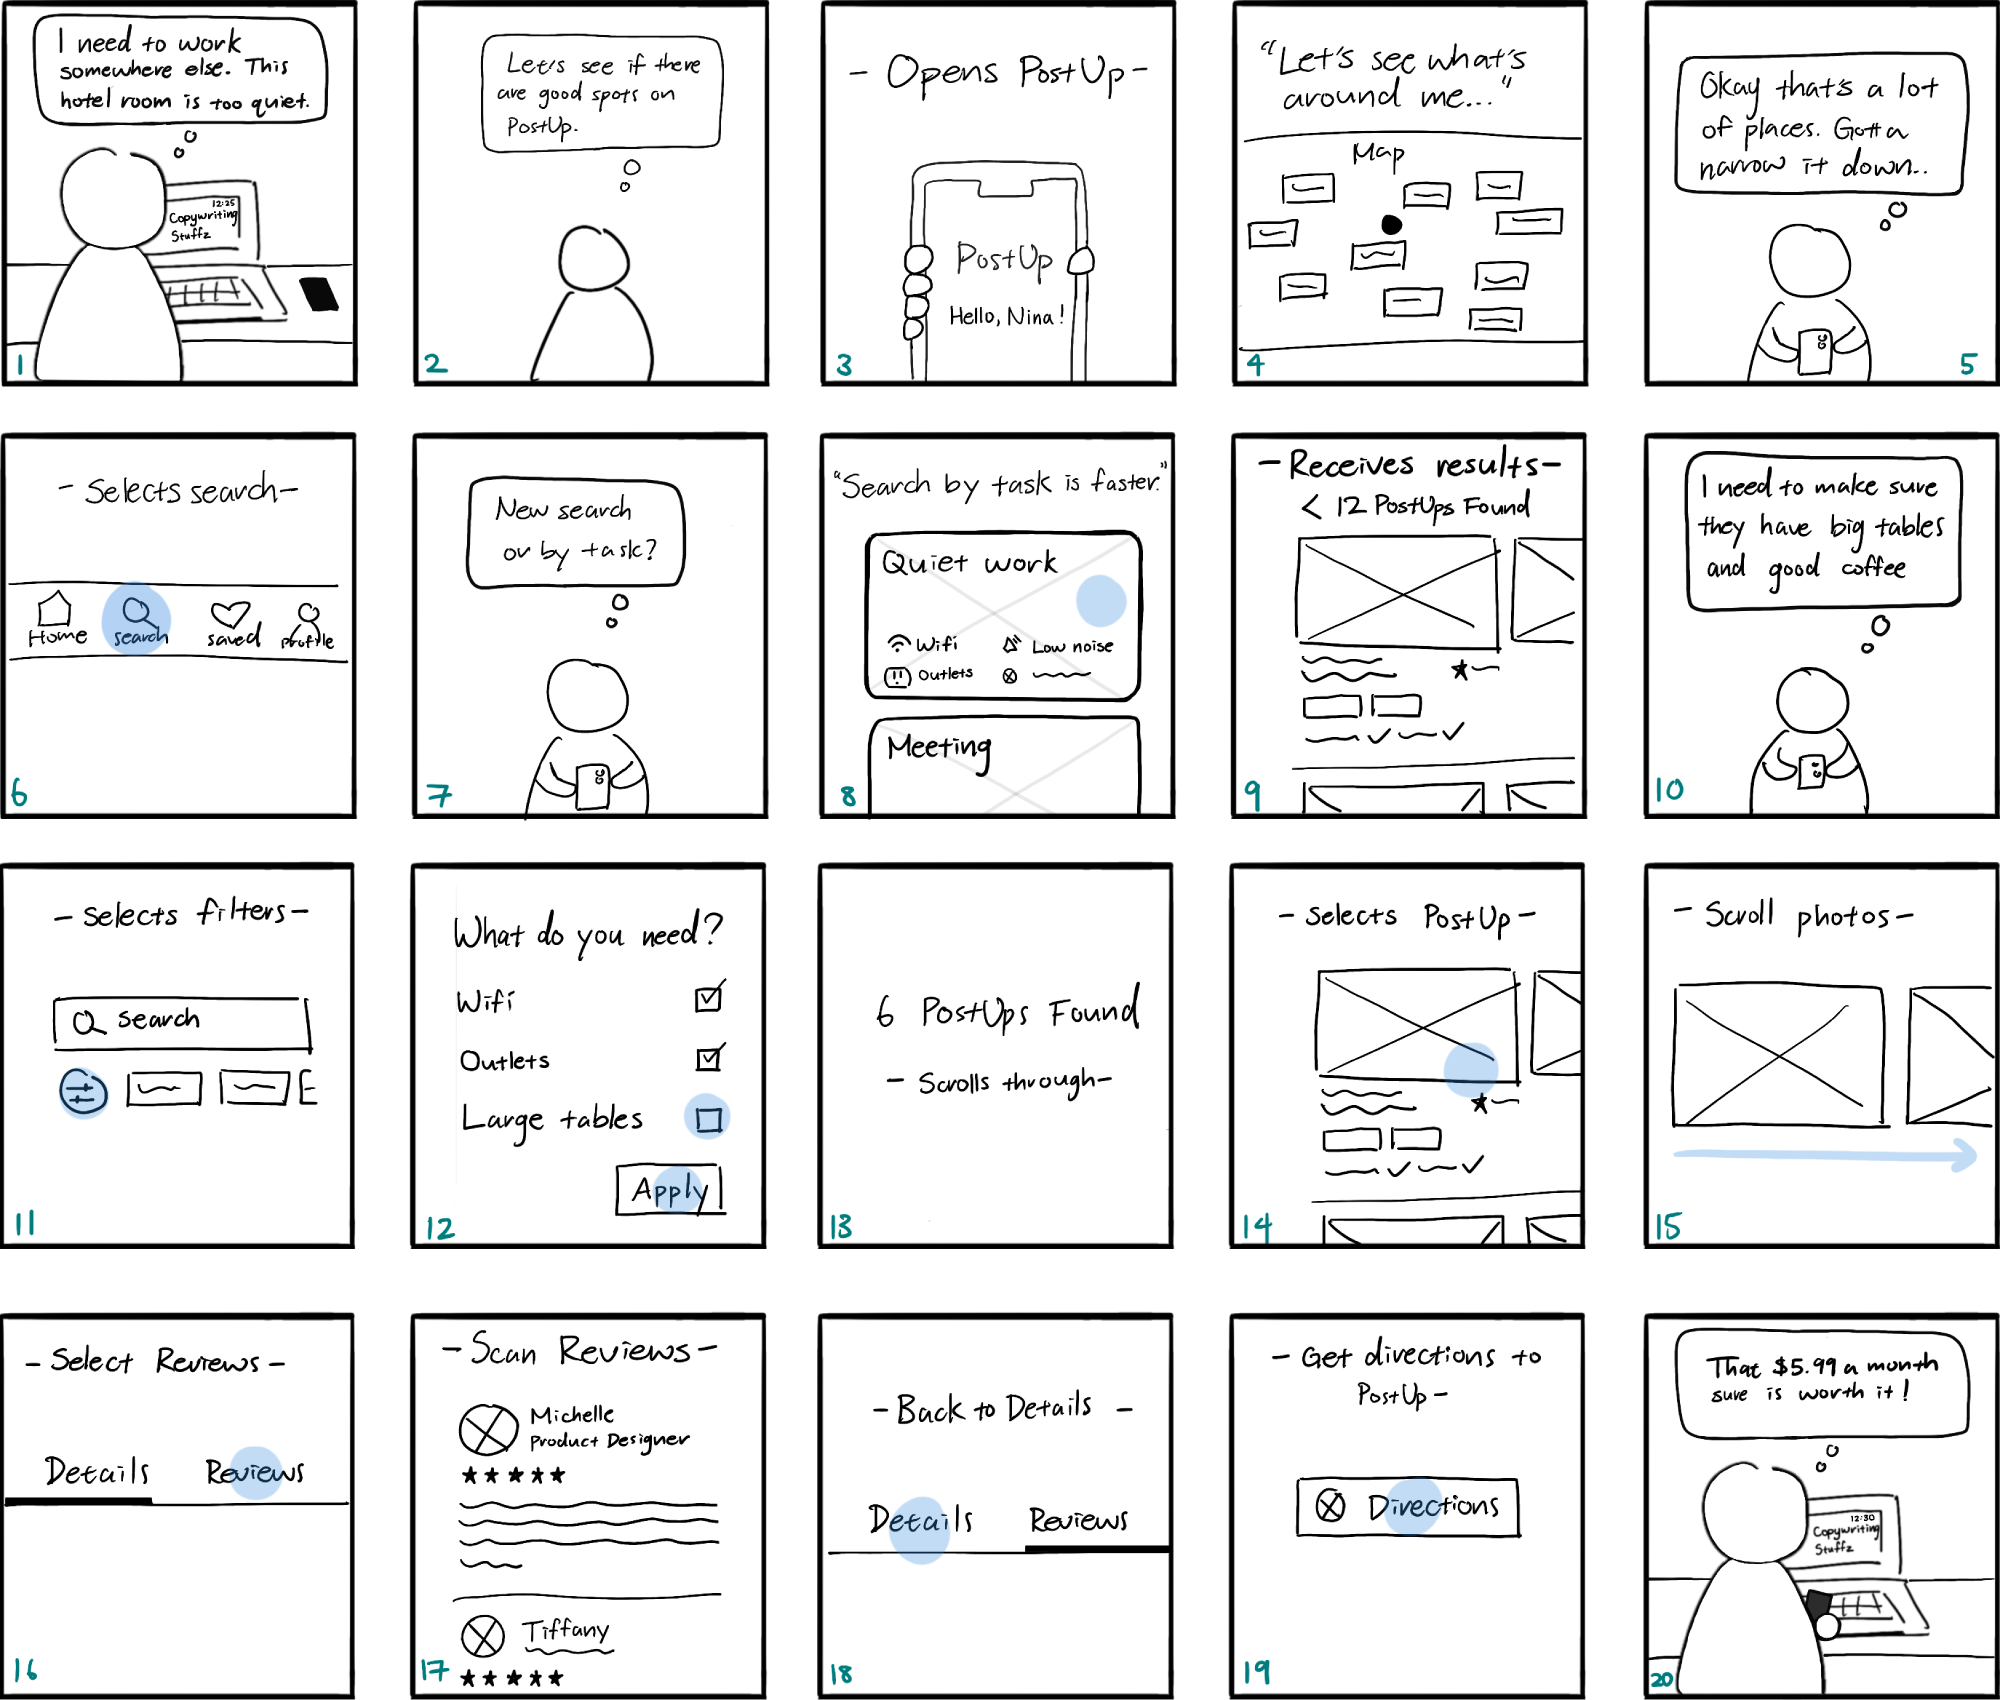 I need to work
somewhere else. This
hotel room is too quiet.
12:25
Copywriting
Stuffz
1
Let's see if there
are good spots on
PostUp.
2
- Opens PostUp -
PostUp
Hello, Nina!
3
"Let's see what's
around me..."
Map
4
Okay that's a lot
of places. Gotta
narrow it down..
5
- Selects search -
Home
search
saved
profile
6
New search
or by task?
7
"Search by task is faster."
Quiet work
Wifi
Low noise
Outlets
Meeting
8
- Receives results -
< 12 PostUps Found
9
I need to make sure
they have big tables
and good coffee
10
- Selects filters -
search
11
What do you need?
Wifi
Outlets
Large tables
Apply
12
6 PostUps Found
- Scrolls through -
13
- Selects PostUp -
14
- Scroll photos -
15
- Select Reviews -
Details Reviews
16
- Scan Reviews -
Michelle
Product Designer
Tiffany
17
- Back to Details -
Details Reviews
18
- Get directions to
PostUp -
Directions
19
That $5.99 a month
sure is worth it!
12:30
Copywriting
Stuffz
20